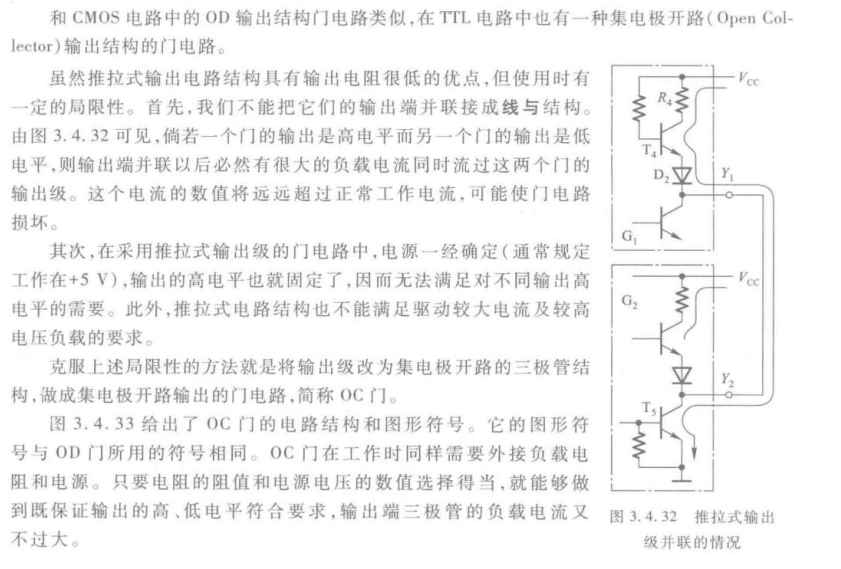 和 CMOS 电路中的 OD 输出结构门电路类似,在 TTL 电路中也有一种集电极开路(Open Col-
lector)输出结构的门电路。
虽然推拉式输出电路结构具有输出电阻很低的优点,但使用时有
一定的局限性。首先,我们不能把它们的输出端并联接成线与结构。
由图 3.4.32 可见,倘若一个门的输出是高电平而另一个门的输出是低
电平,则输出端并联以后必然有很大的负载电流同时流过这两个门的
输出级。这个电流的数值将远远超过正常工作电流,可能使门电路
损坏。
其次,在采用推拉式输出级的门电路中,电源一经确定(通常规定
工作在+5 V),输出的高电平也就固定了,因而无法满足对不同输出高
电平的需要。此外,推拉式电路结构也不能满足驱动较大电流及较高
电压负载的要求。
克服上述局限性的方法就是将输出级改为集电极开路的三极管结
构,做成集电极开路输出的门电路,简称 OC 门。
图 3.4.33 给出了 OC 门的电路结构和图形符号。它的图形符
号与 OD 门所用的符号相同。OC 门在工作时同样需要外接负载电
阻和电源。只要电阻的阻值和电源电压的数值选择得当,就能够做
到既保证输出的高、低电平符合要求,输出端三极管的负载电流又
不过大。
V_CC
R₄
T₄
D₂
Y₁
G₁
V_CC
G₂
Y₂
T₅
图 3.4.32 推拉式输出
级并联的情况